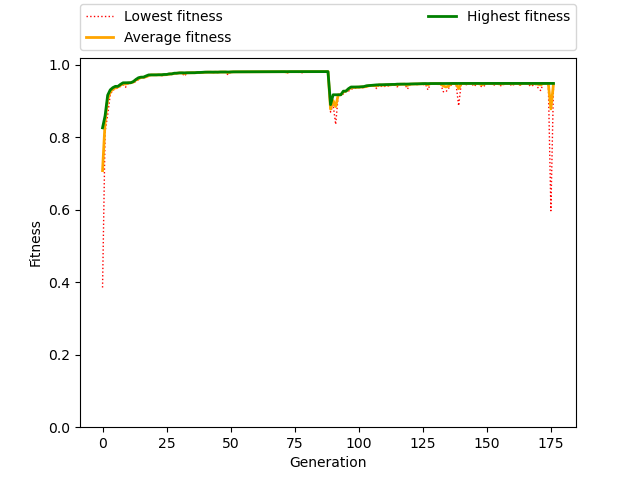 Lowest fitness
Average fitness
Highest fitness
1.0
0.8
0.6
0.4
0.2
0.0
Fitness
0 25 50 75 100 125 150 175
Generation